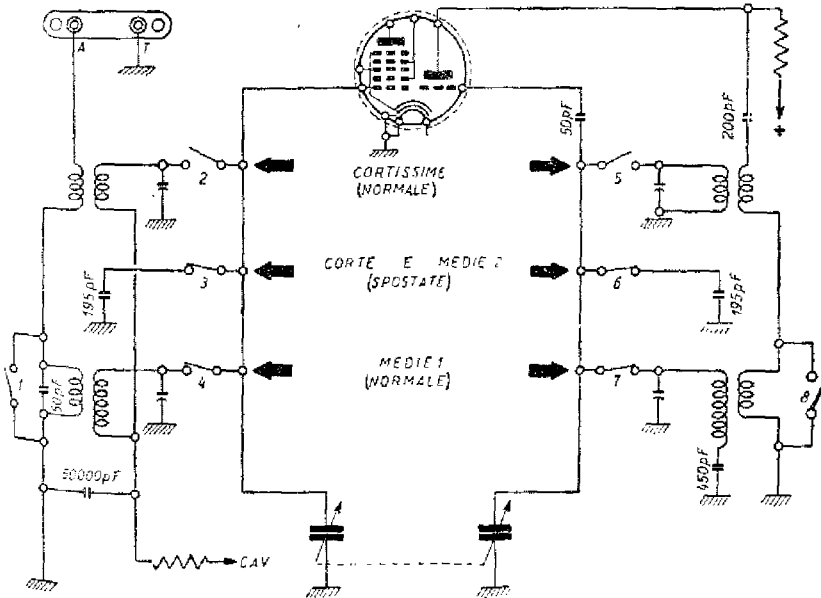 A
T
CORTISSIME
(NORMALE)
CORTE E MEDIE 2
(SPOSTATE)
MEDIE 1
(NORMALE)
50pF
200pF
+
2
5
3
6
195pF
195pF
4
7
1
50pF
8
450pF
50000pF
CAV